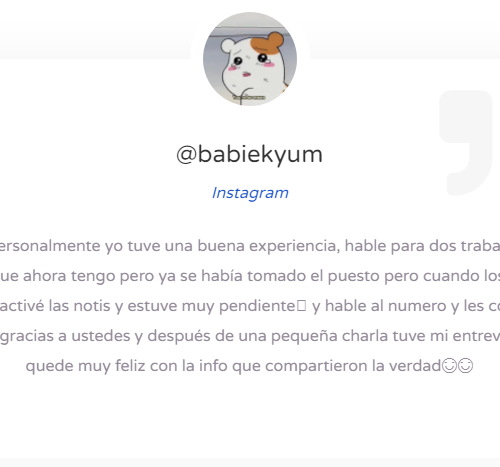 @babiekyum
Instagram
ersonalmente yo tuve una buena experiencia, hable para dos traba
ue ahora tengo pero ya se había tomado el puesto pero cuando los
activé las notis y estuve muy pendiente▯ y hable al numero y les co
gracias a ustedes y después de una pequeña charla tuve mi entrev
quede muy feliz con la info que compartieron la verdad😊😊